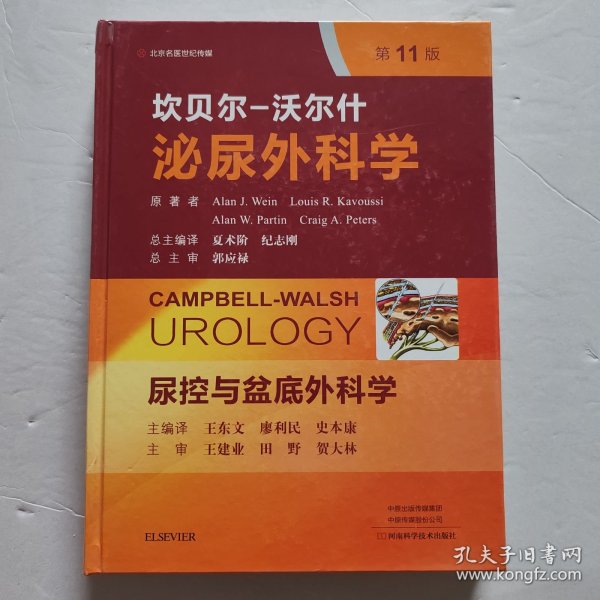 北京名医世纪传媒
第11版
坎贝尔-沃尔什
泌尿外科学
原著者 Alan J. Wein Louis R. Kavoussi
Alan W. Partin Craig A. Peters
总主编译 夏术阶 纪志刚
总主审 郭应禄
CAMPBELL-WALSH
UROLOGY
尿控与盆底外科学
主编译 王东文 廖利民 史本康
主审 王建业 田野 贺大林
中原出版传媒集团
中原传媒股份公司
ELSEVIER
河南科学技术出版社
孔夫子旧书网
www.kongfz.com